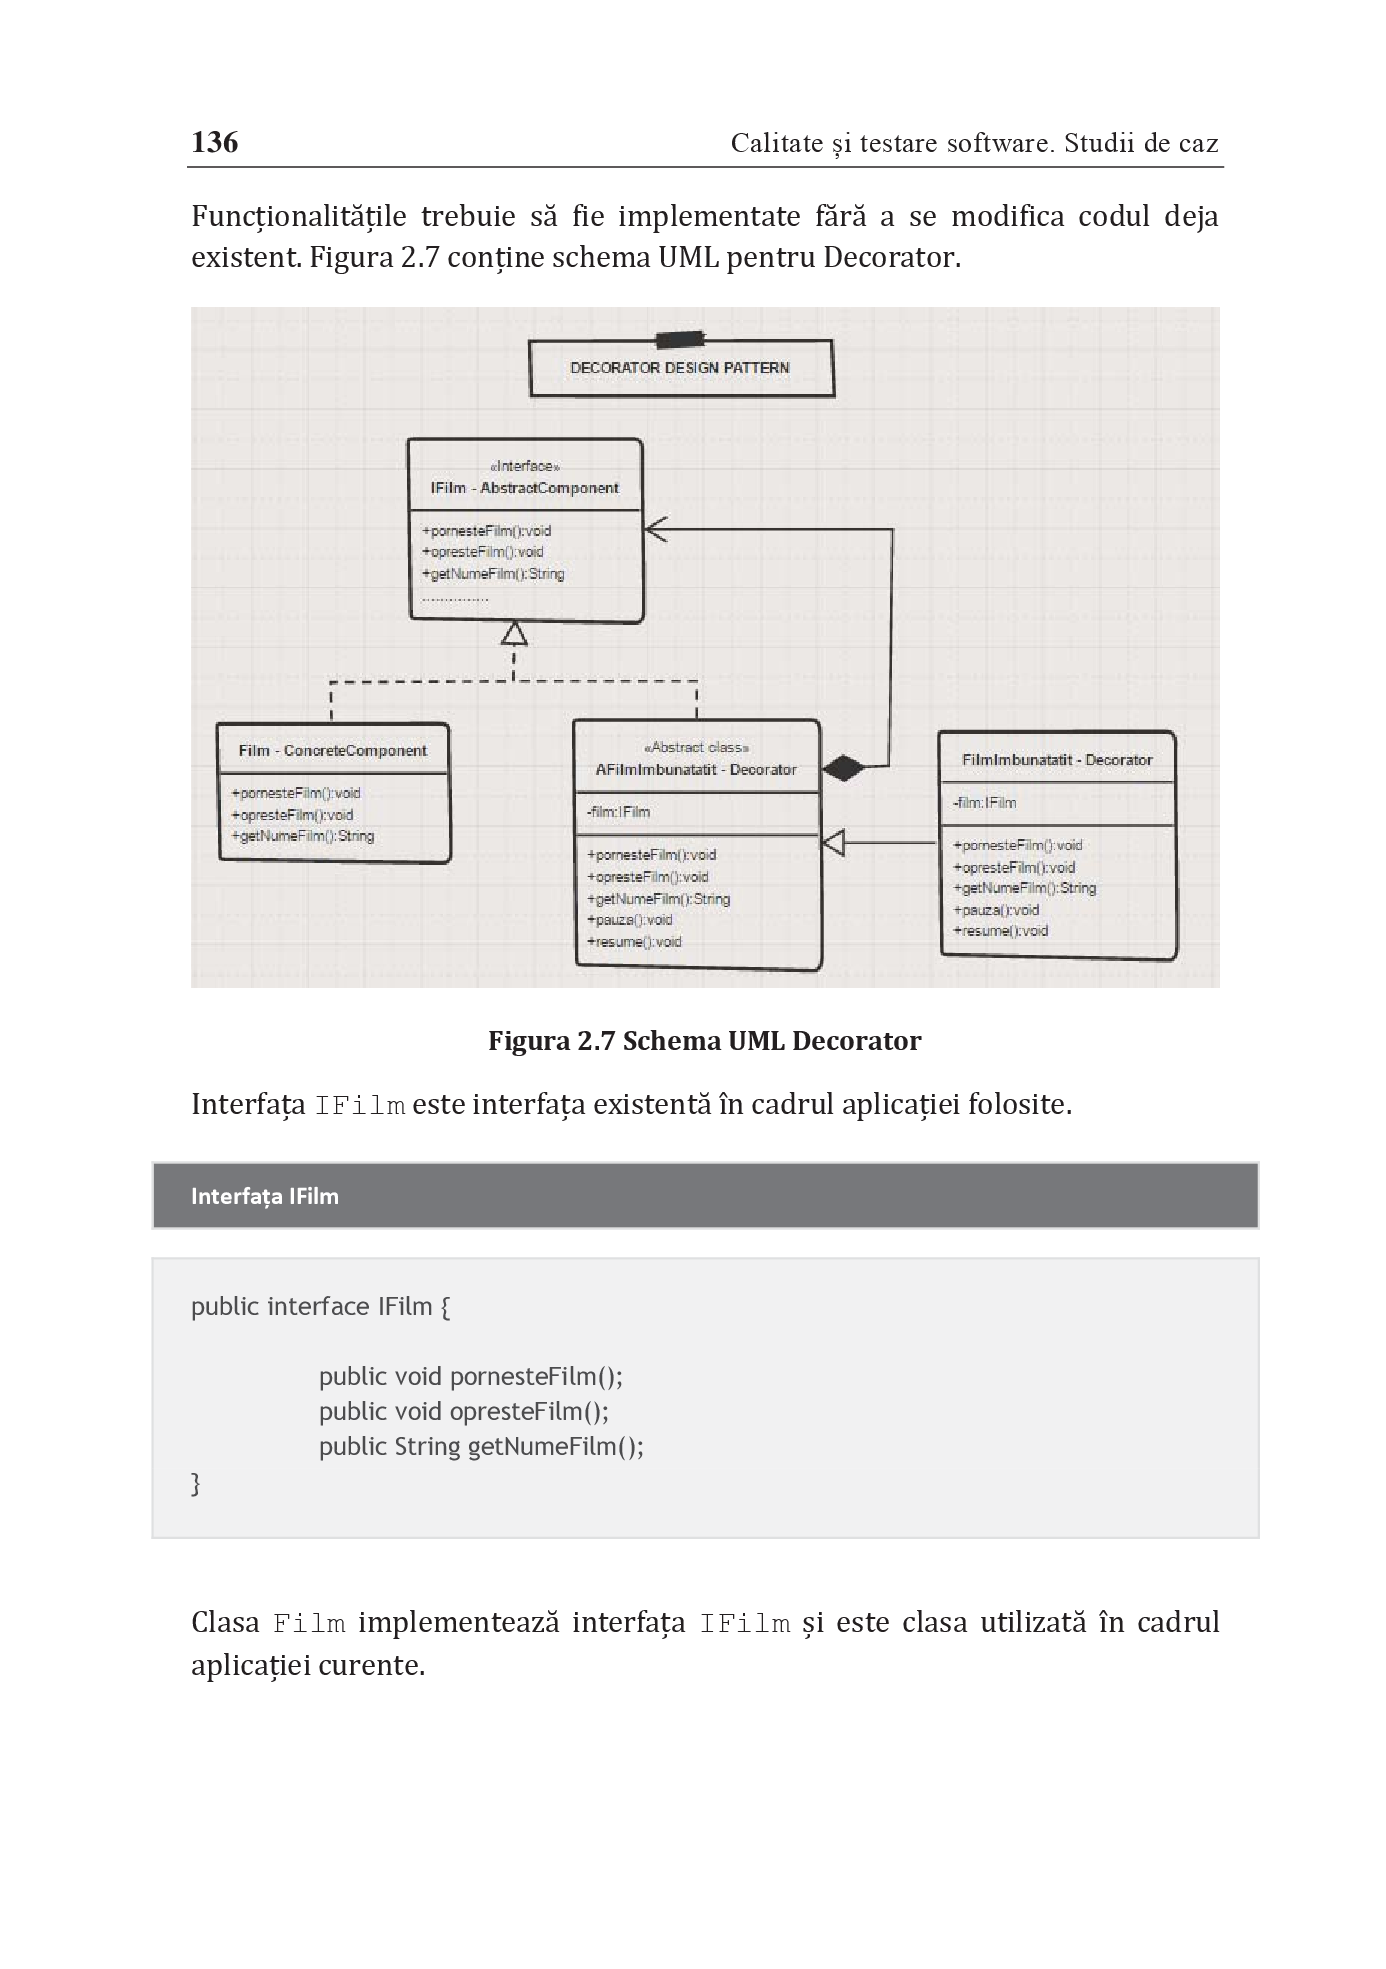 136 Calitate și testare software. Studii de caz
Funcționalitățile trebuie să fie implementate fără a se modifica codul deja
existent. Figura 2.7 conține schema UML pentru Decorator.
DECORATOR DESIGN PATTERN
«Interface»
IFilm - AbstractComponent
+pornesteFilm():void
+opresteFilm():void
+getNumeFilm():String
................
Film - ConcreteComponent
+pornesteFilm():void
+opresteFilm():void
+getNumeFilm():String
«Abstract class»
AFilmImbunatatit - Decorator
-film:IFilm
+pornesteFilm():void
+opresteFilm():void
+getNumeFilm():String
+pauza():void
+resume():void
FilmImbunatatit - Decorator
-film:IFilm
+pornesteFilm():void
+opresteFilm():void
+getNumeFilm():String
+pauza():void
+resume():void
Figura 2.7 Schema UML Decorator
Interfața IFilm este interfața existentă în cadrul aplicației folosite.
Interfața IFilm
public interface IFilm {
public void pornesteFilm();
public void opresteFilm();
public String getNumeFilm();
}
Clasa Film implementează interfața IFilm și este clasa utilizată în cadrul
aplicației curente.